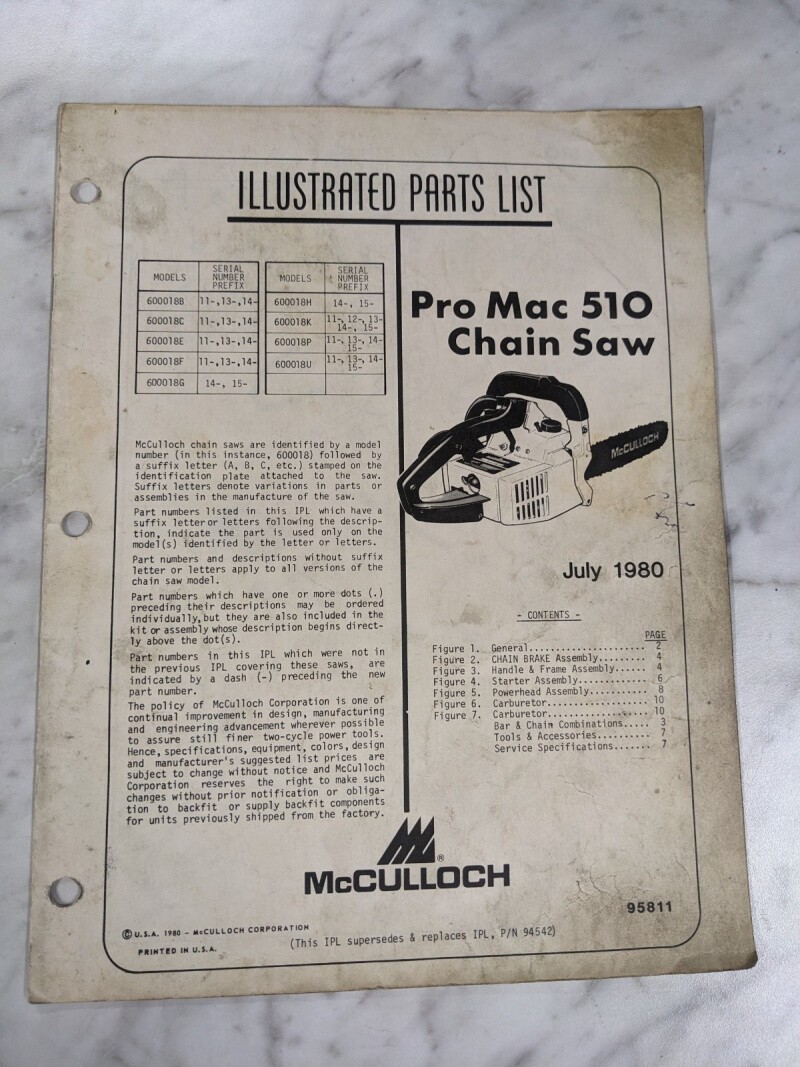 ILLUSTRATED PARTS LIST
MODELS SERIAL NUMBER PREFIX
600018B 11-,13-,14-
600018C 11-,13-,14-
600018E 11-,13-,14-
600018F 11-,13-,14-
600018G 14-, 15-
MODELS SERIAL NUMBER PREFIX
600018H 14-, 15-
600018K 11-, 12-, 13-
14-, 15-
600018P 11-, 13-, 14-
15-
600018U 11-, 13-, 14-
15-
McCulloch chain saws are identified by a model
number (in this instance, 600018) followed by
a suffix letter (A, B, C, etc.) stamped on the
identification plate attached to the saw.
Suffix letters denote variations in parts or
assemblies in the manufacture of the saw.
Part numbers listed in this IPL which have a
suffix letter or letters following the descrip-
tion, indicate the part is used only on the
model(s) identified by the letter or letters.
Part numbers and descriptions without suffix
letter or letters apply to all versions of the
chain saw model.
Part numbers which have one or more dots (.)
preceding their descriptions may be ordered
individually, but they are also included in the
kit or assembly whose description begins direct-
ly above the dot(s).
Part numbers in this IPL which were not in
the previous IPL covering these saws, are
indicated by a dash (-) preceding the new
part number.
The policy of McCulloch Corporation is one of
continual improvement in design, manufacturing
and engineering advancement wherever possible
to assure still finer two-cycle power tools.
Hence, specifications, equipment, colors, design
and manufacturer's suggested list prices are
subject to change without notice and McCulloch
Corporation reserves the right to make such
changes without prior notification or obliga-
tion to backfit or supply backfit components
for units previously shipped from the factory.
Pro Mac 510
Chain Saw
McCULLOCH
July 1980
- CONTENTS -
PAGE
Figure 1. General...................... 2
Figure 2. CHAIN BRAKE Assembly......... 4
Figure 3. Handle & Frame Assembly...... 4
Figure 4. Starter Assembly............. 6
Figure 5. Powerhead Assembly........... 8
Figure 6. Carburetor................... 10
Figure 7. Carburetor................... 10
Bar & Chain Combinations..... 3
Tools & Accessories.......... 7
Service Specifications....... 7
®
McCULLOCH
95811
© U.S.A. 1980 - McCULLOCH CORPORATION
(This IPL supersedes & replaces IPL, P/N 94542)
PRINTED IN U.S.A.